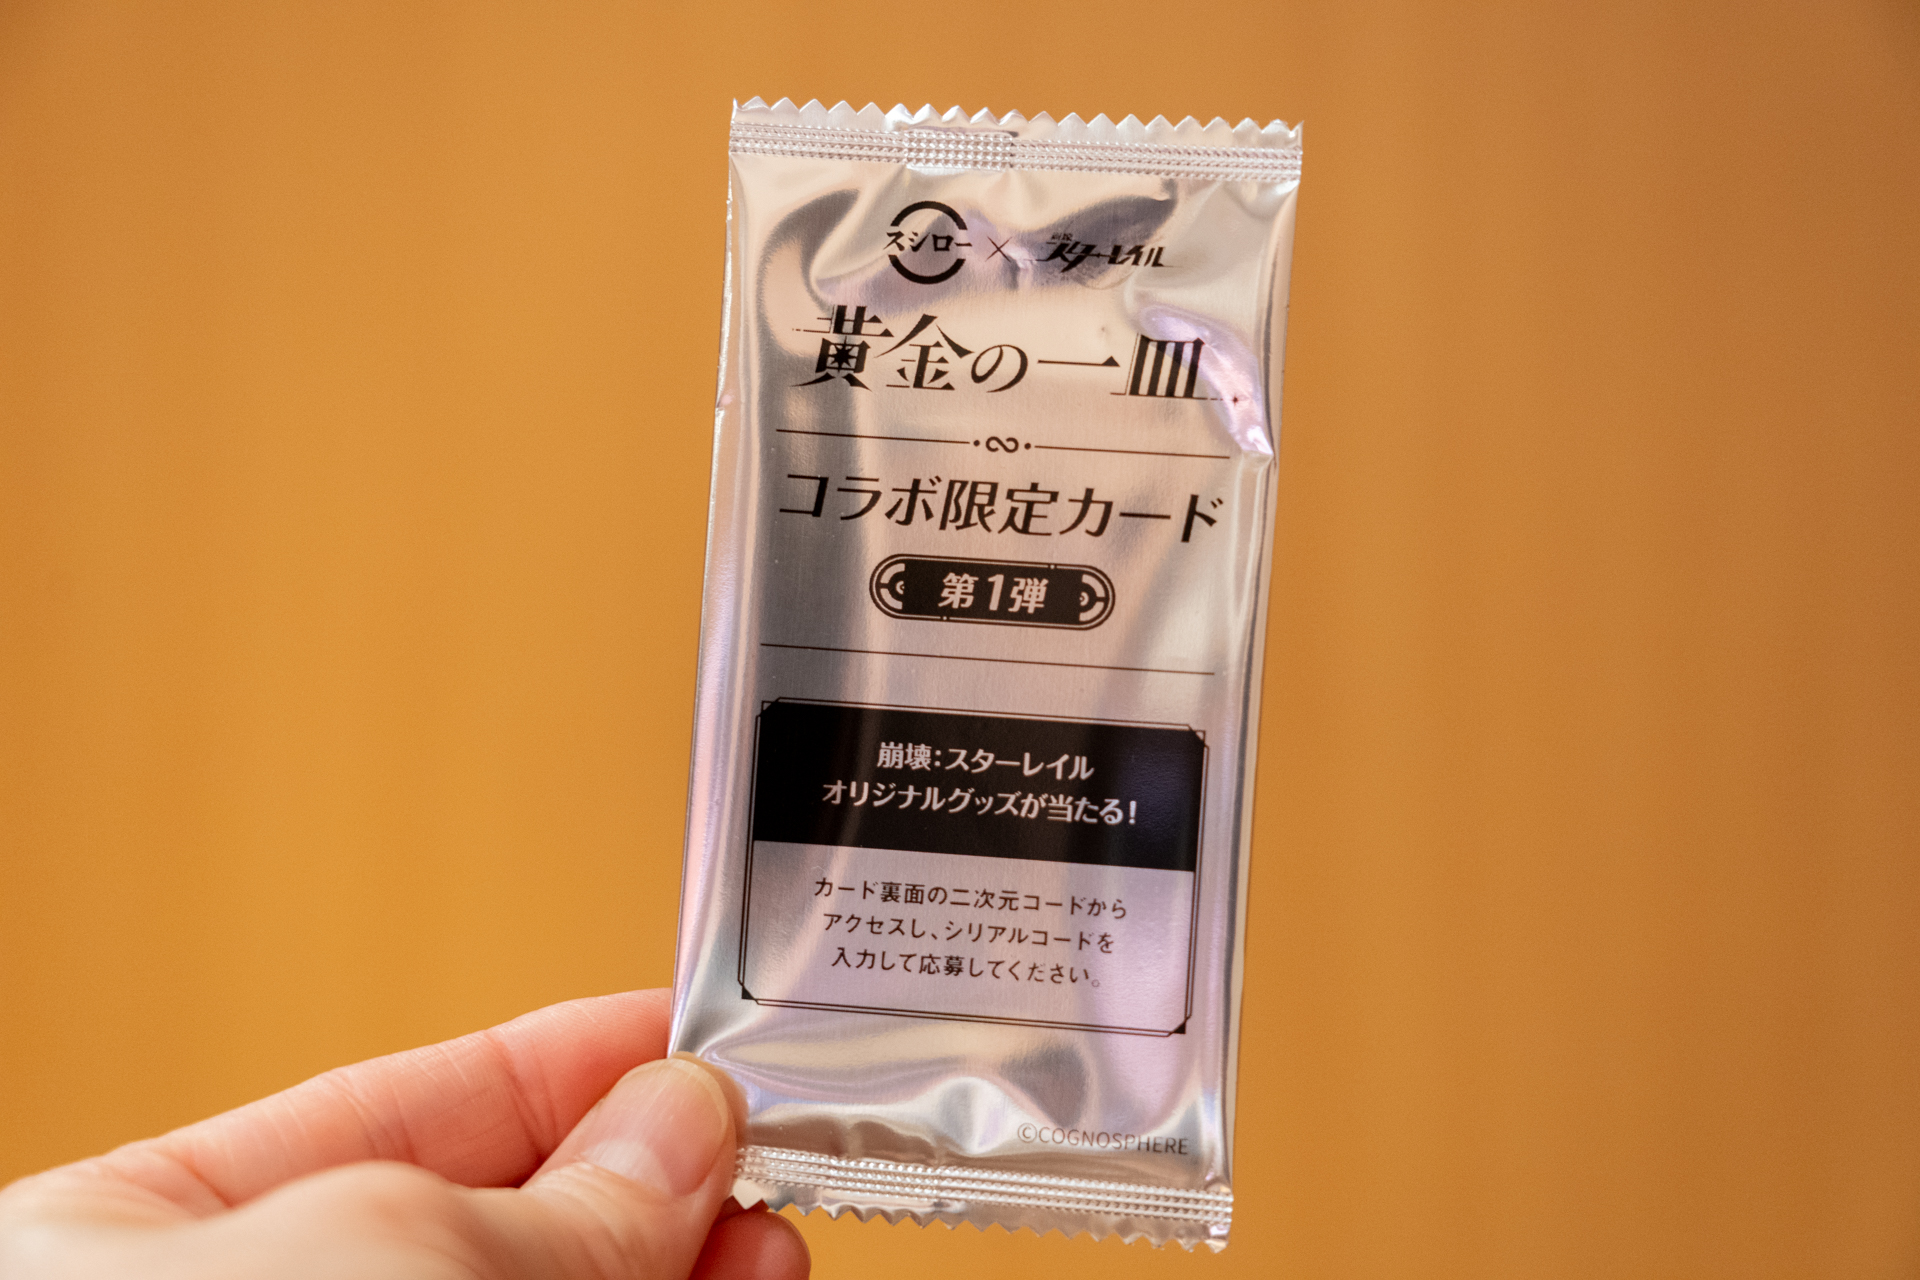 スシロー × 崩壊 スターレイル
黄金の一皿
コラボ限定カード
第1弾
崩壊:スターレイル
オリジナルグッズが当たる!
カード裏面の二次元コードから
アクセスし、シリアルコードを
入力して応募してください。
©COGNOSPHERE